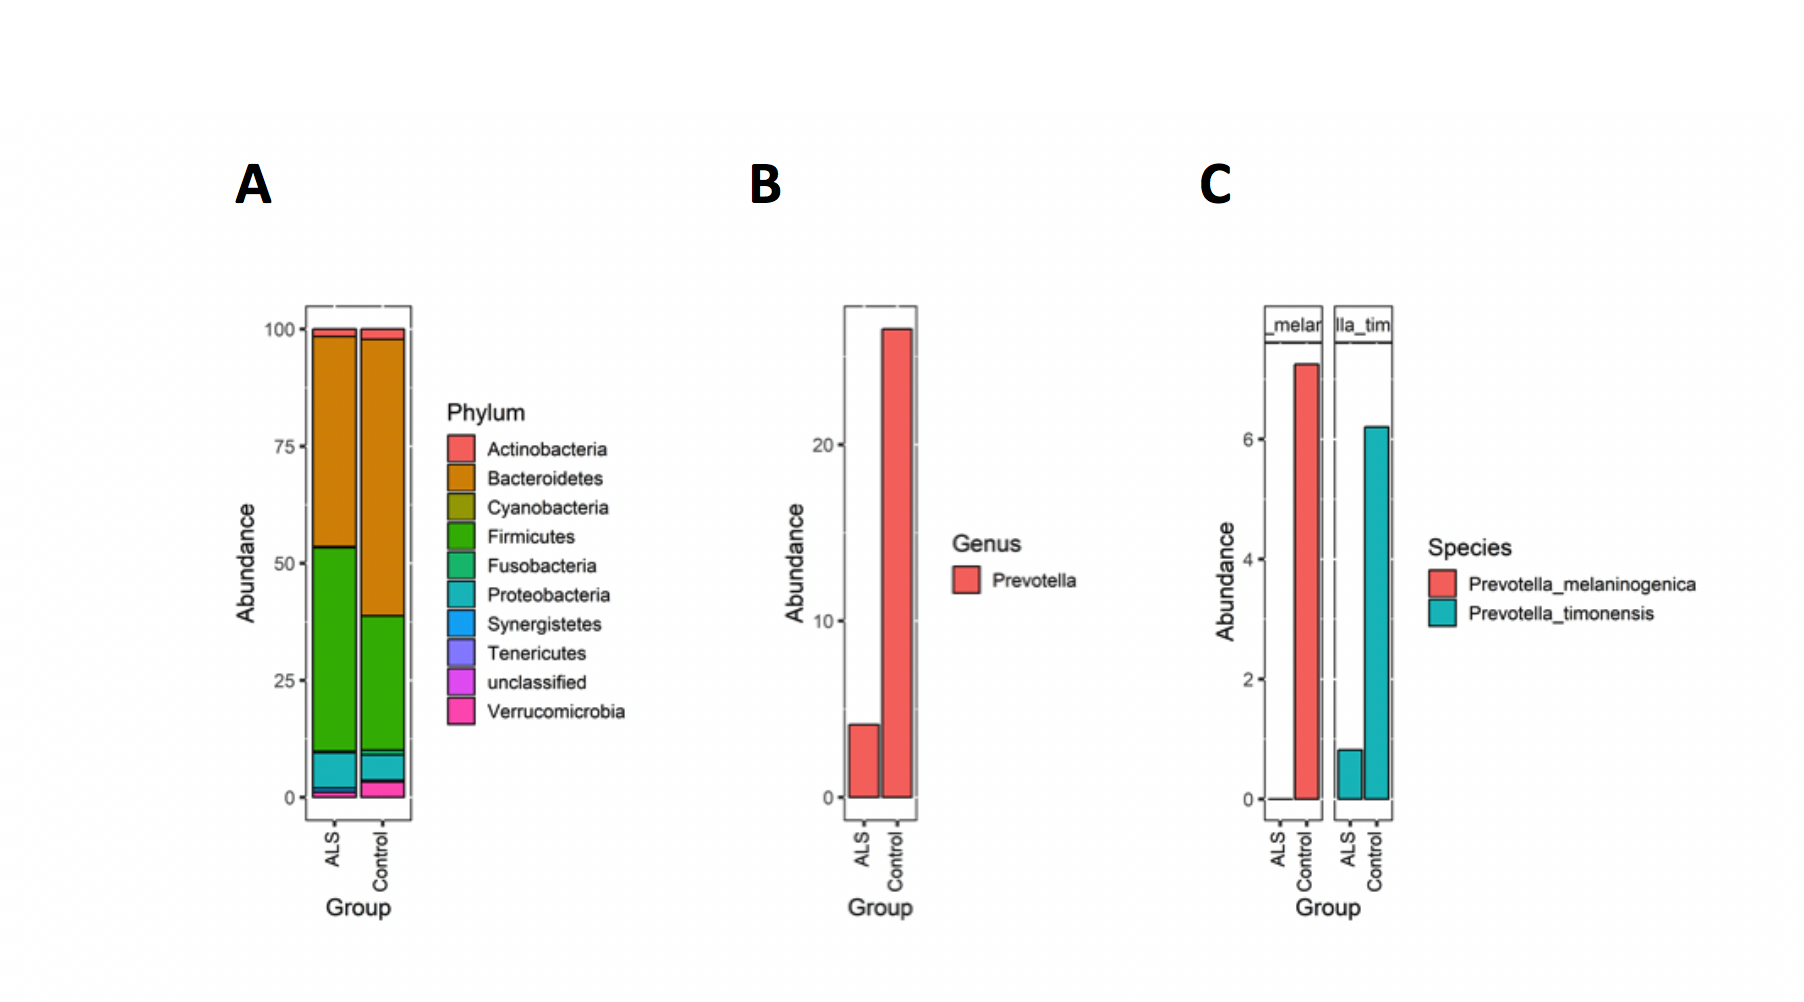 A
B
C
100
75
50
25
0
Abundance
ALS
Control
Group
Phylum
Actinobacteria
Bacteroidetes
Cyanobacteria
Firmicutes
Fusobacteria
Proteobacteria
Synergistetes
Tenericutes
unclassified
Verrucomicrobia
20
10
0
Abundance
ALS
Control
Group
Genus
Prevotella
_melar
lla_tim
6
4
2
0
Abundance
ALS
Control
ALS
Control
Group
Species
Prevotella_melaninogenica
Prevotella_timonensis